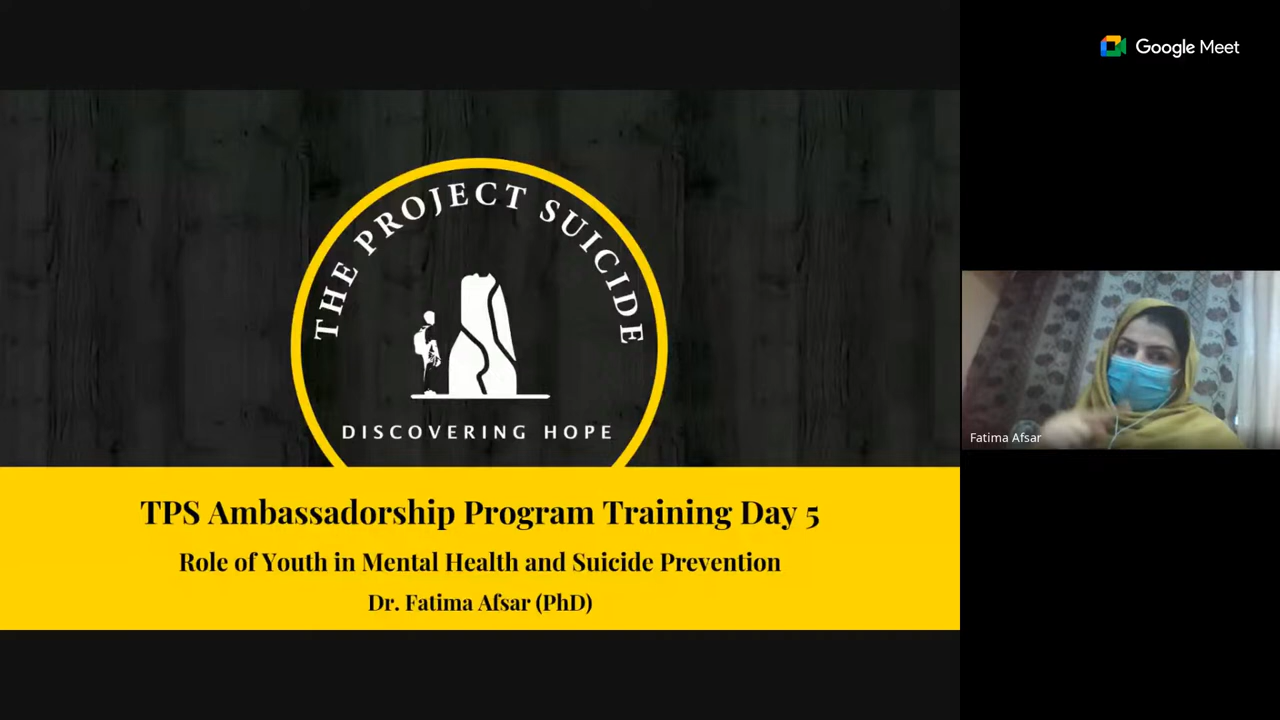 Google Meet
THE PROJECT SUICIDE
DISCOVERING HOPE
TPS Ambassadorship Program Training Day 5
Role of Youth in Mental Health and Suicide Prevention
Dr. Fatima Afsar (PhD)
Fatima Afsar